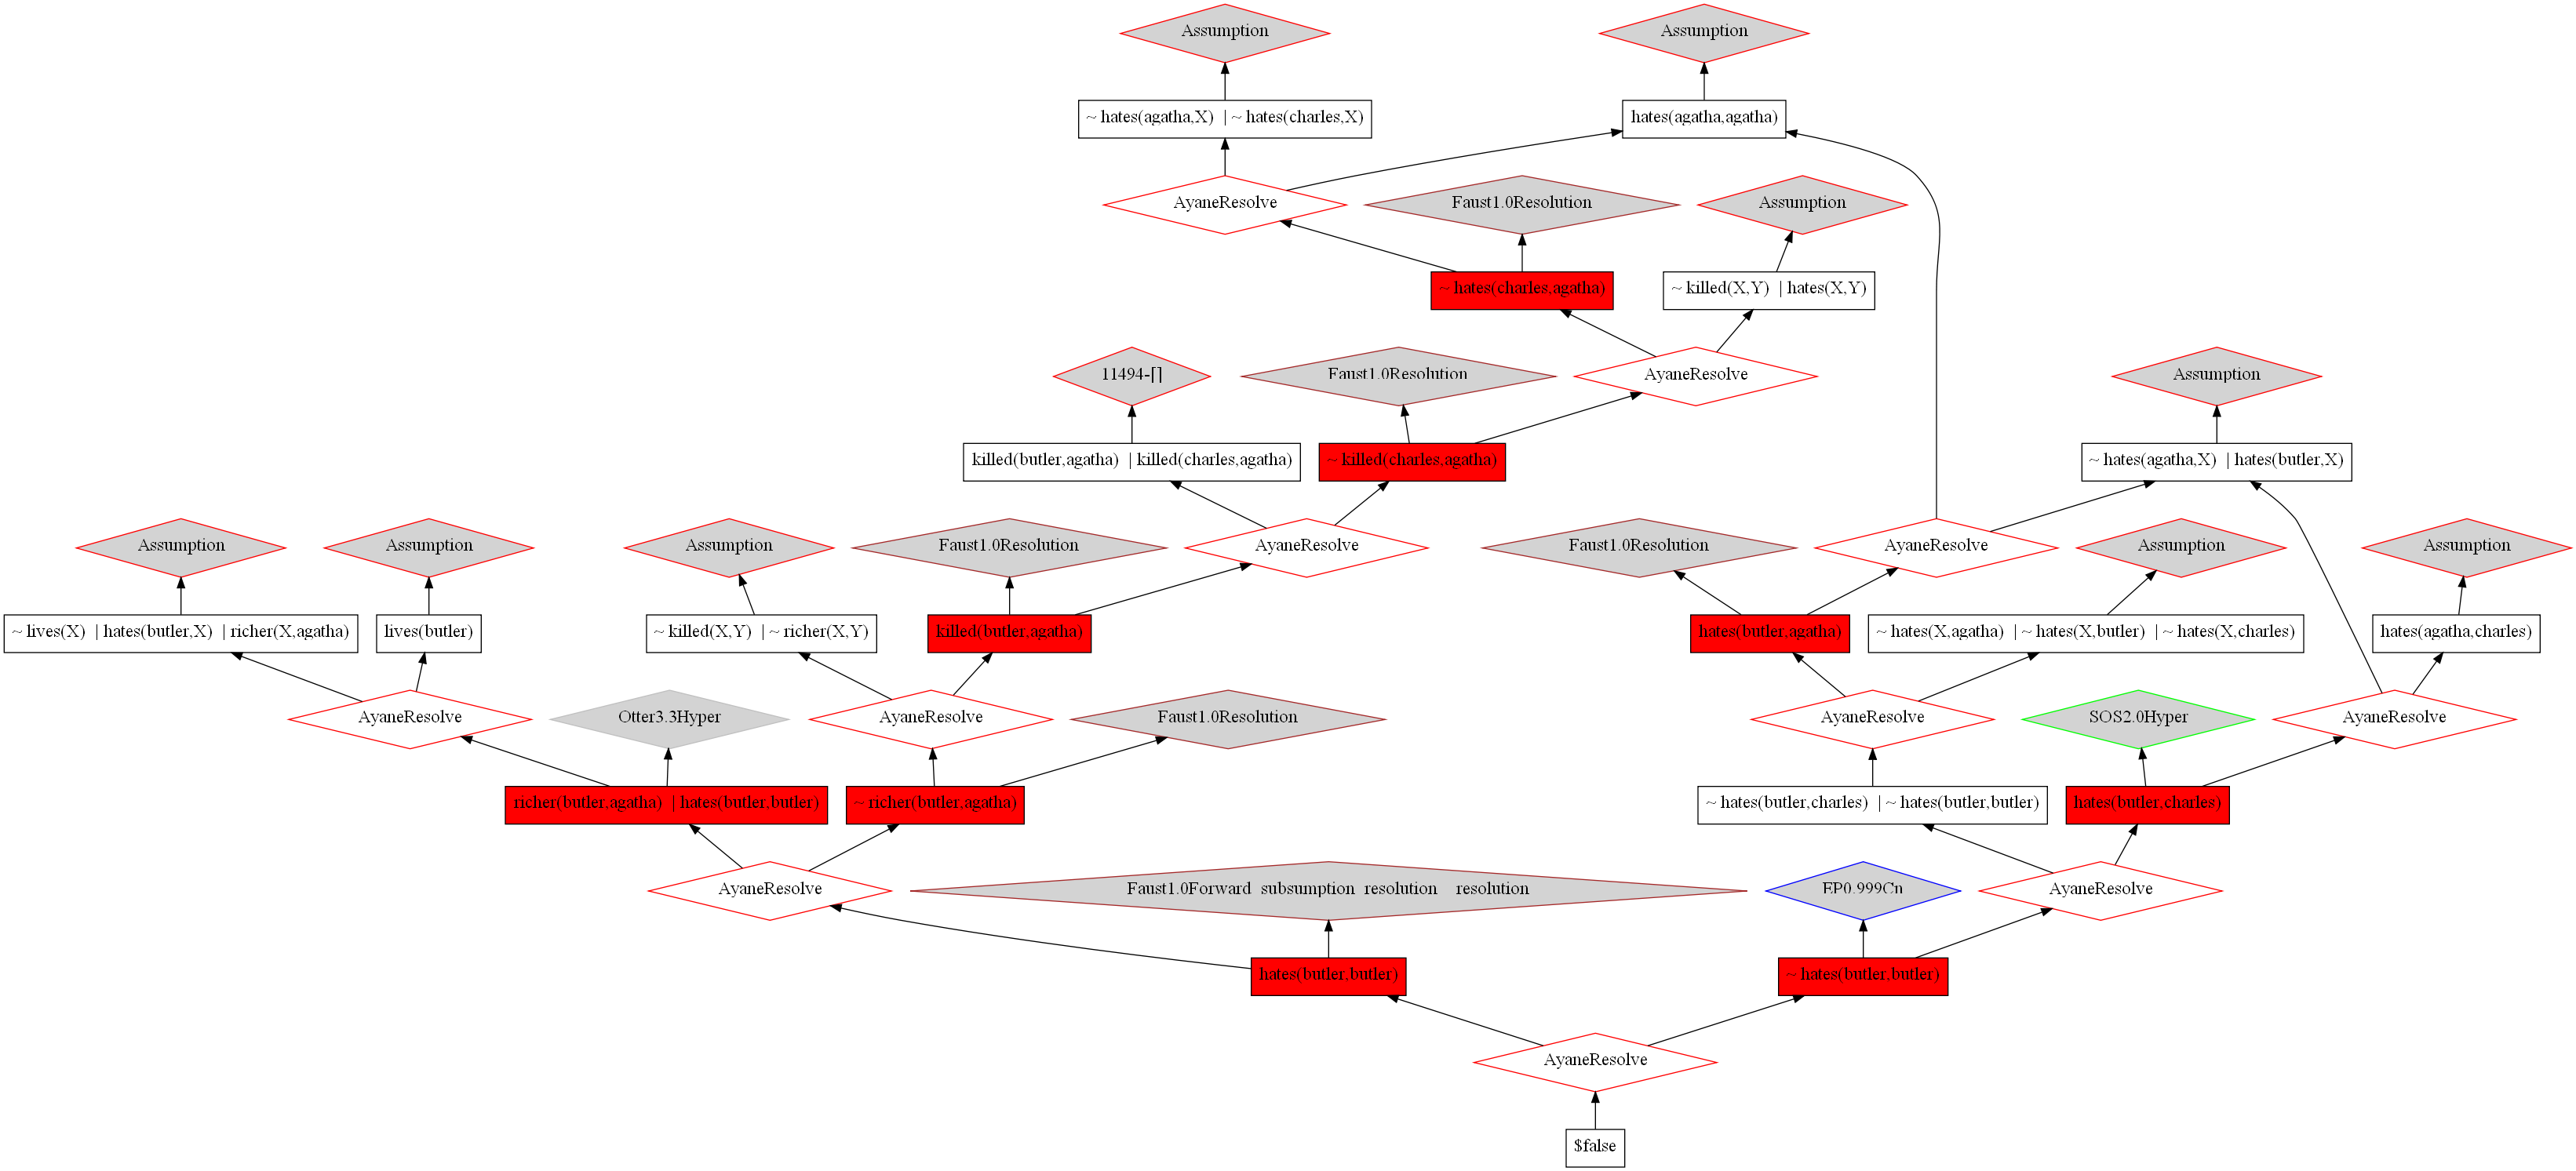 Assumption
Assumption
~ hates(agatha,X) | ~ hates(charles,X)
hates(agatha,agatha)
AyaneResolve
Faust1.0Resolution
Assumption
~ hates(charles,agatha)
~ killed(X,Y) | hates(X,Y)
11494-[]
Faust1.0Resolution
AyaneResolve
Assumption
killed(butler,agatha) | killed(charles,agatha)
~ killed(charles,agatha)
~ hates(agatha,X) | hates(butler,X)
Assumption
Assumption
Assumption
Faust1.0Resolution
AyaneResolve
Faust1.0Resolution
AyaneResolve
Assumption
Assumption
~ lives(X) | hates(butler,X) | richer(X,agatha)
lives(butler)
~ killed(X,Y) | ~ richer(X,Y)
killed(butler,agatha)
hates(butler,agatha)
~ hates(X,agatha) | ~ hates(X,butler) | ~ hates(X,charles)
hates(agatha,charles)
AyaneResolve
Otter3.3Hyper
AyaneResolve
Faust1.0Resolution
AyaneResolve
SOS2.0Hyper
AyaneResolve
richer(butler,agatha) | hates(butler,butler)
~ richer(butler,agatha)
~ hates(butler,charles) | ~ hates(butler,butler)
hates(butler,charles)
AyaneResolve
Faust1.0Forward subsumption resolution resolution
EP0.999Cn
AyaneResolve
hates(butler,butler)
~ hates(butler,butler)
AyaneResolve
$false